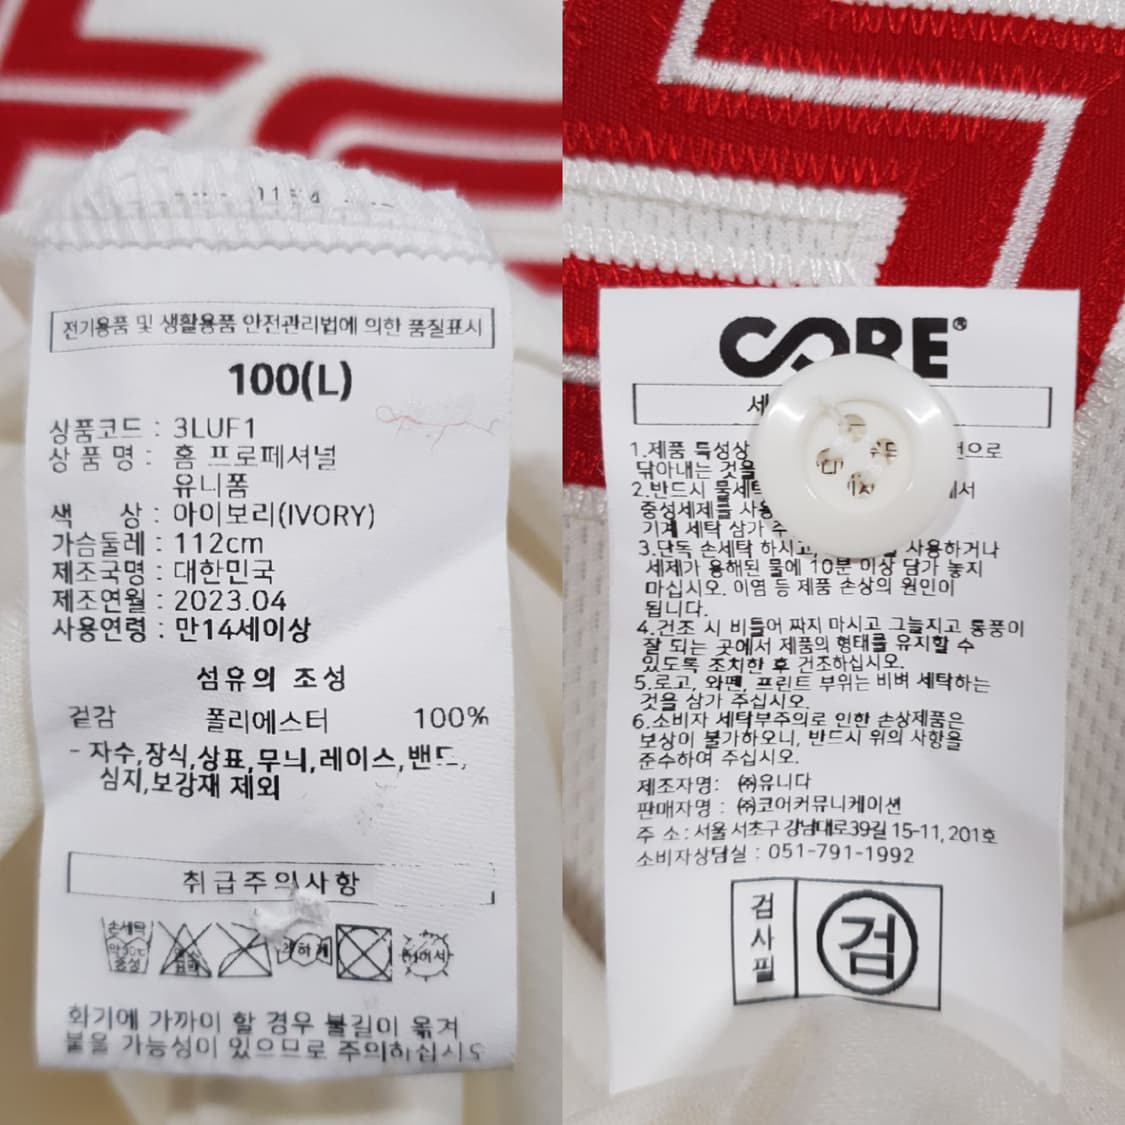 전기용품 및 생활용품 안전관리법에 의한 품질표시
100(L)
상품코드 : 3LUF1
상 품 명 : 홈 프로페셔널
유니폼
색 상 : 아이보리(IVORY)
가슴둘레 : 112cm
제조국명 : 대한민국
제조연월 : 2023.04
사용연령 : 만14세이상
섬유의 조성
겉감 폴리에스터 100%
- 자수,장식,상표,무늬,레이스,밴드,
심지,보강재 제외
취급주의사항
손세탁
약30℃
중성
화기에 가까이 할 경우 불길이 옮겨
붙을 가능성이 있으므로 주의하십시오
CORE®
세
1.제품 특성상
닦아내는 것을
2.반드시 물세탁
중성세제를 사용
기계 세탁 삼가
3.단독 손세탁 하시고, 사용하거나
세제가 용해된 물에 10분 이상 담가 놓지
마십시오. 이염 등 제품 손상의 원인이
됩니다.
4.건조 시 비틀어 짜지 마시고 그늘지고 통풍이
잘 되는 곳에서 제품의 형태를 유지할 수
있도록 조치한 후 건조하십시오.
5.로고, 와펜, 프린트 부위는 비벼 세탁하는
것을 삼가 주십시오.
6.소비자 세탁부주의로 인한 손상제품은
보상이 불가하오니, 반드시 위의 사항을
준수하여 주십시오.
제조자명: ㈜유니다
판매자명 : ㈜코어커뮤니케이션
주 소 : 서울 서초구 강남대로39길 15-11, 201호
소비자상담실 : 051-791-1992
검사필
검